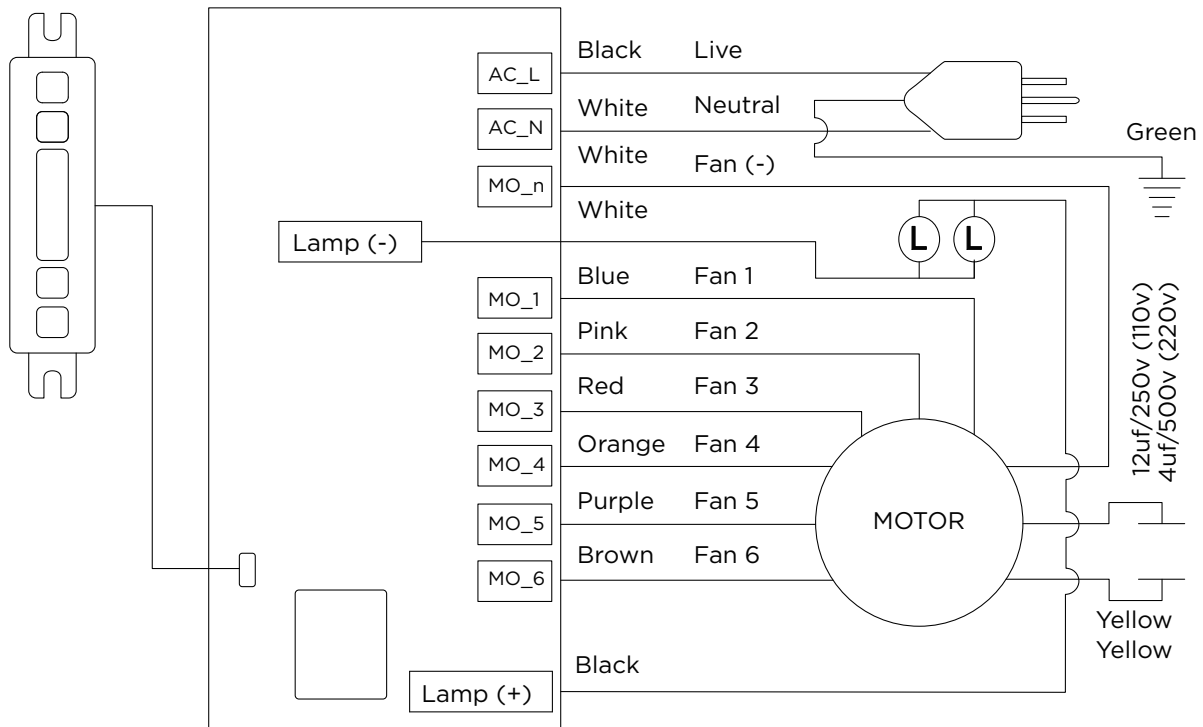 AC_L
Black Live
AC_N
White Neutral
Green
MO_n
White Fan (-)
White
Lamp (-)
L L
MO_1
Blue Fan 1
MO_2
Pink Fan 2
MO_3
Red Fan 3
MO_4
Orange Fan 4
MO_5
Purple Fan 5
MO_6
Brown Fan 6
MOTOR
12uf/250v (110v)
4uf/500v (220v)
Yellow
Yellow
Black
Lamp (+)